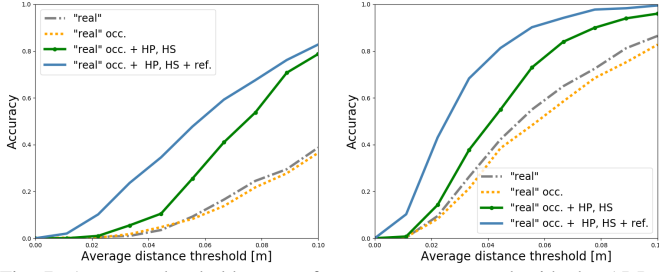 1.0
0.8
0.6
0.4
0.2
0.0
0.00 0.02 0.04 0.06 0.08 0.10
Accuracy
Average distance threshold [m]
"real"
"real" occ.
"real" occ. + HP, HS
"real" occ. + HP, HS + ref.
1.0
0.8
0.6
0.4
0.2
0.0
0.00 0.02 0.04 0.06 0.08 0.10
Accuracy
Average distance threshold [m]
"real"
"real" occ.
"real" occ. + HP, HS
"real" occ. + HP, HS + ref.